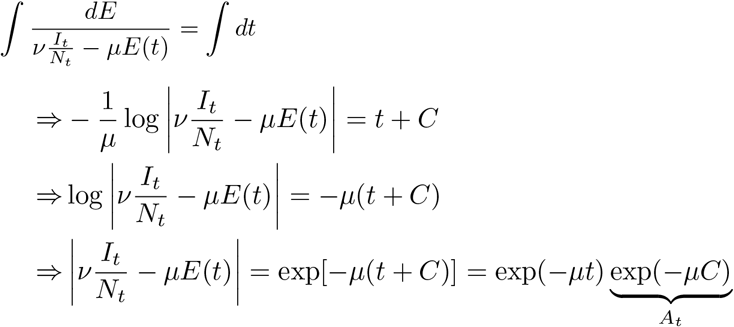 ∫ dE / (ν I_t/N_t − μE(t)) = ∫ dt
⇒ − 1/μ log |ν I_t/N_t − μE(t)| = t + C
⇒ log |ν I_t/N_t − μE(t)| = −μ(t + C)
⇒ |ν I_t/N_t − μE(t)| = exp[−μ(t + C)] = exp(−μt) exp(−μC)
A_t